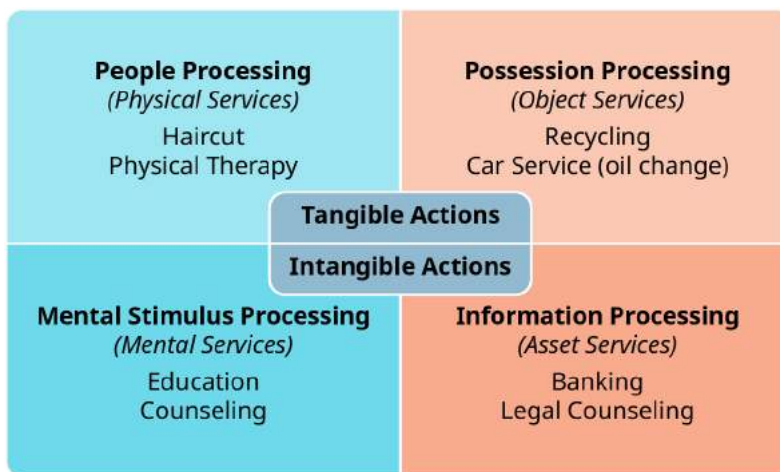 People Processing
(Physical Services)
Haircut
Physical Therapy
Possession Processing
(Object Services)
Recycling
Car Service (oil change)
Tangible Actions
Intangible Actions
Mental Stimulus Processing
(Mental Services)
Education
Counseling
Information Processing
(Asset Services)
Banking
Legal Counseling